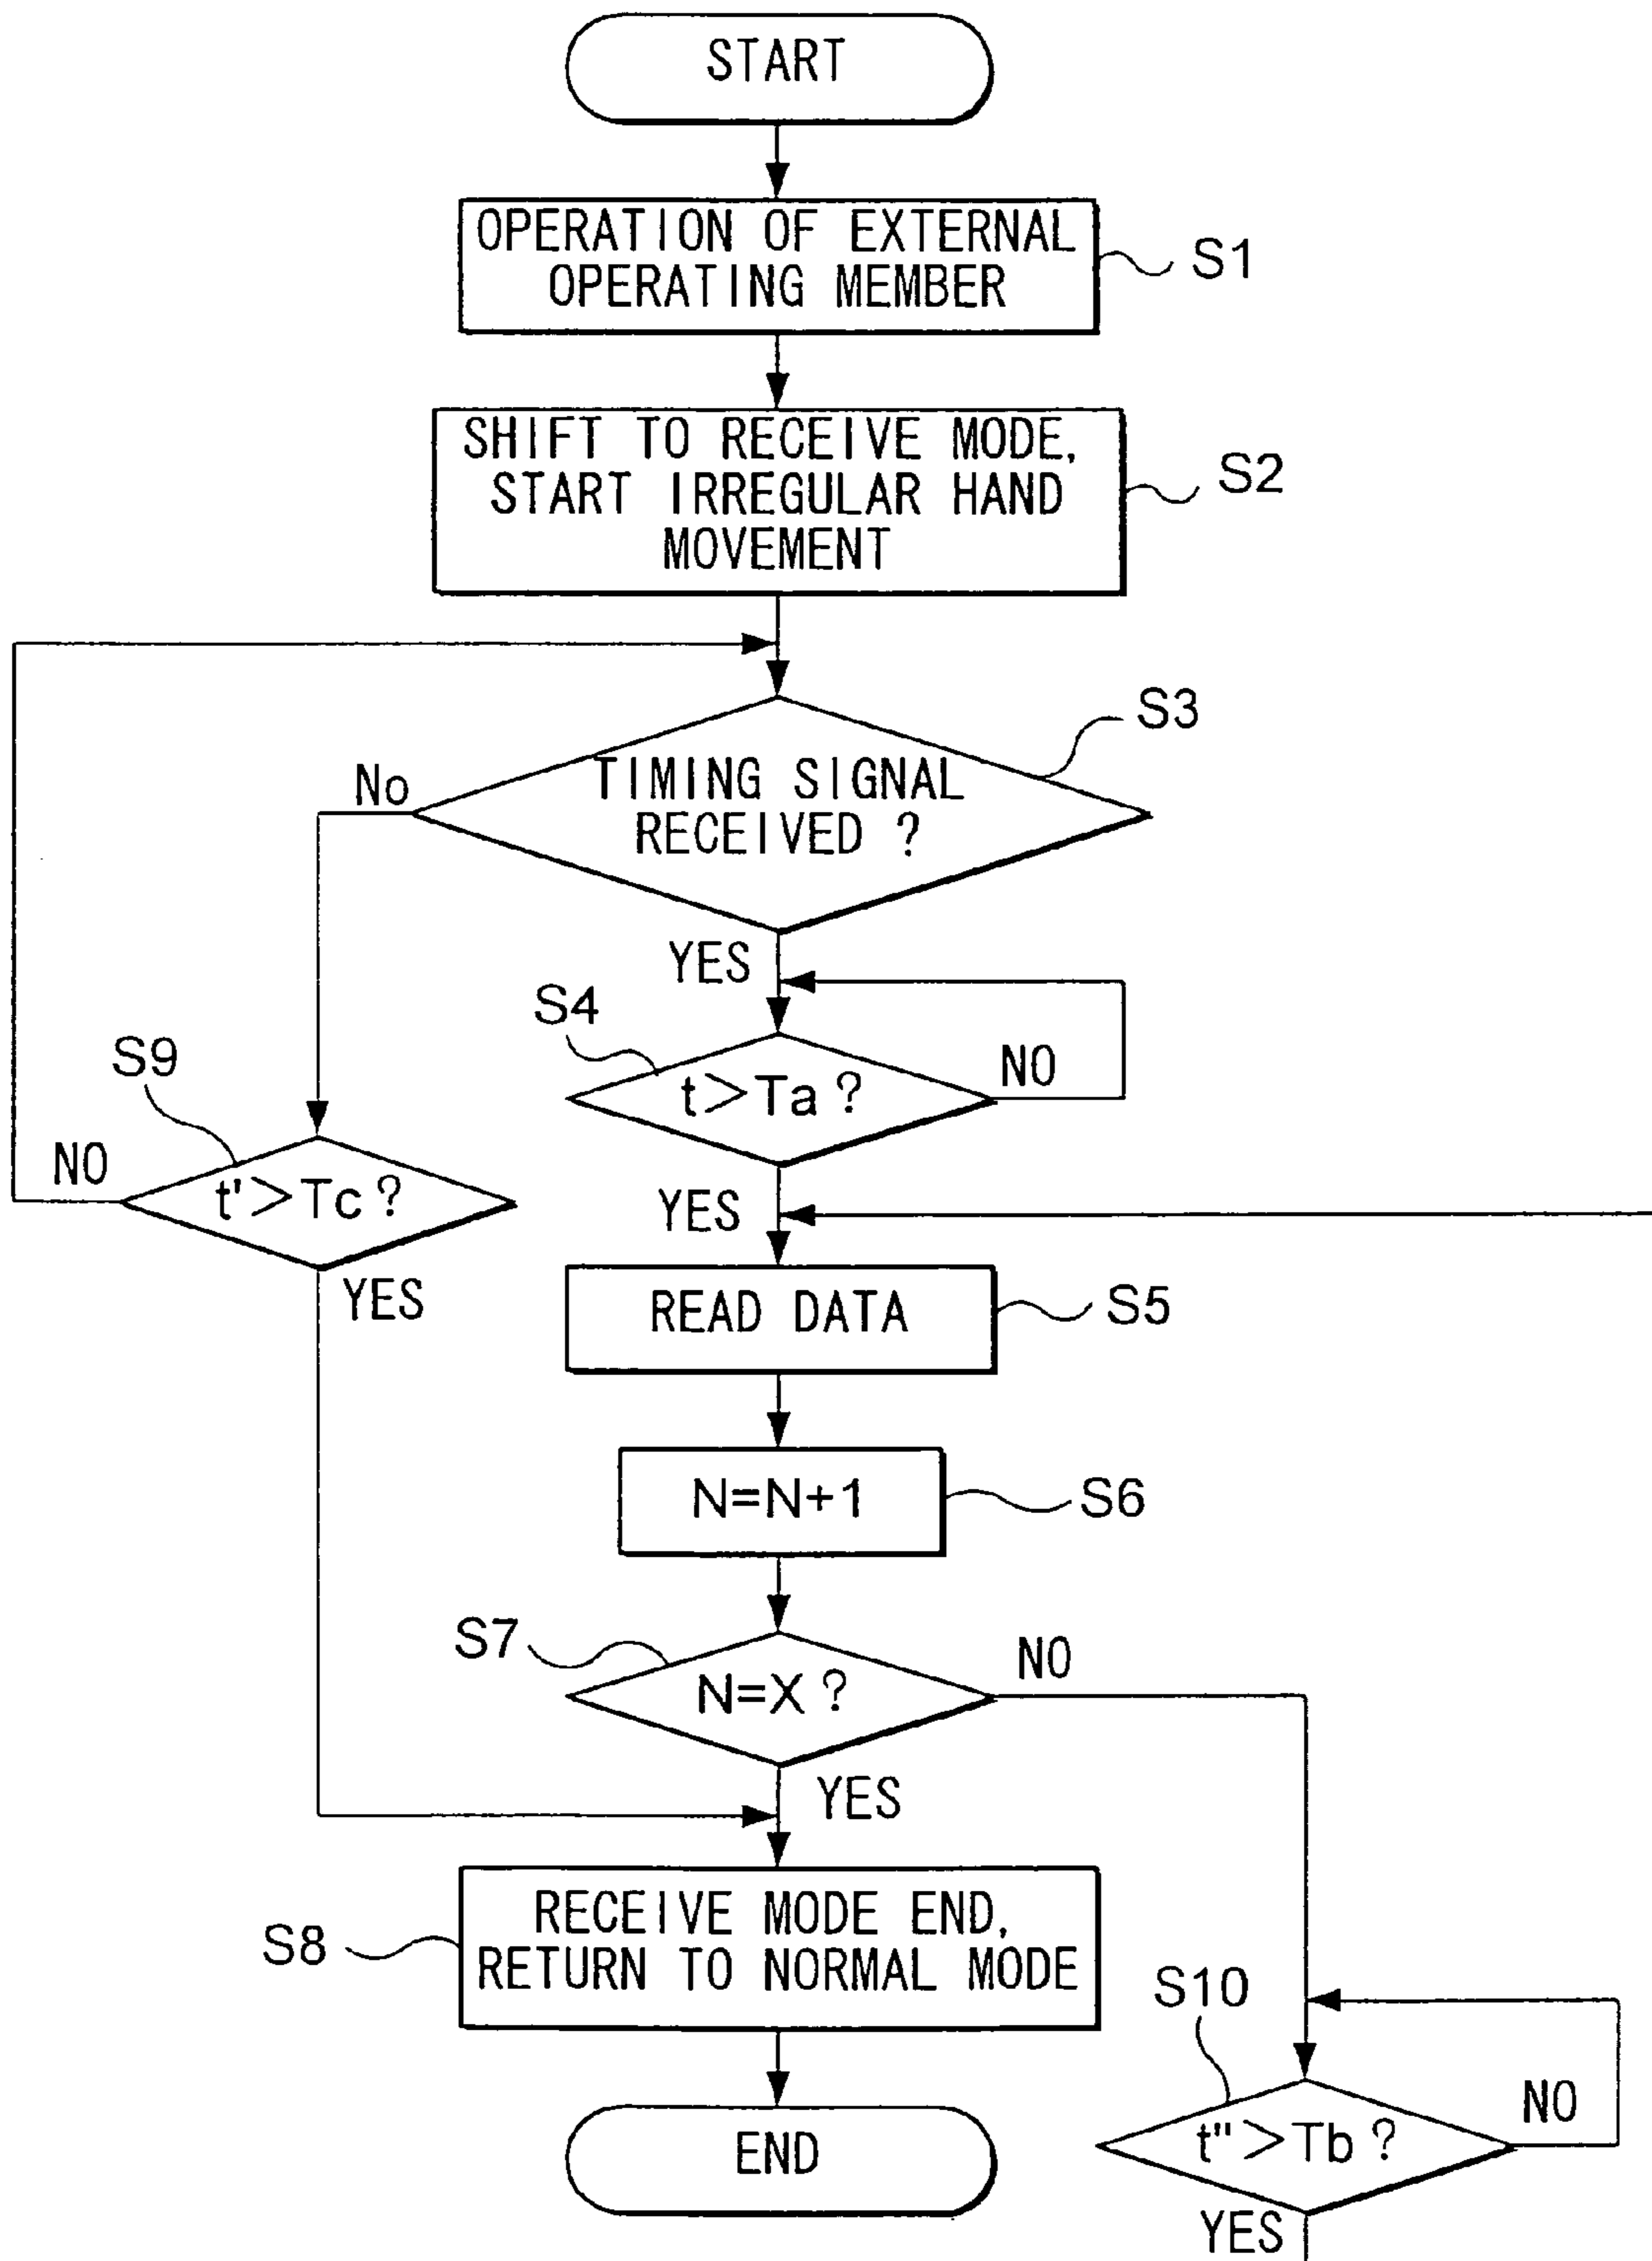 START
OPERATION OF EXTERNAL
OPERATING MEMBER
S1
SHIFT TO RECEIVE MODE,
START IRREGULAR HAND
MOVEMENT
S2
S3
No
TIMING SIGNAL
RECEIVED ?
YES
S4
t>Ta ?
NO
S9
NO
t'>Tc ?
YES
YES
READ DATA
S5
N=N+1
S6
S7
N=X ?
NO
YES
S8
RECEIVE MODE END,
RETURN TO NORMAL MODE
S10
t">Tb ?
NO
END
YES